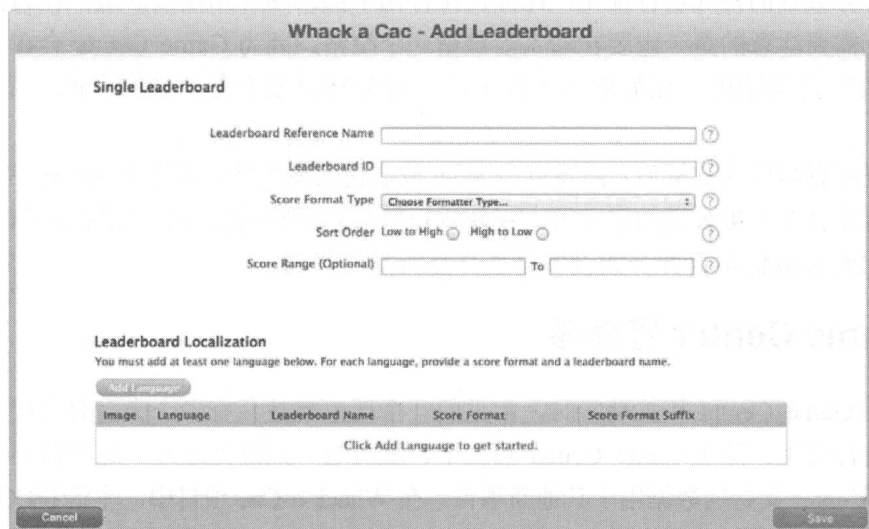 Whack a Cac - Add Leaderboard
Single Leaderboard
Leaderboard Reference Name ?
Leaderboard ID ?
Score Format Type Choose Formatter Type... ?
Sort Order Low to High High to Low ?
Score Range (Optional) To ?
Leaderboard Localization
You must add at least one language below. For each language, provide a score format and a leaderboard name.
Add Language
Image Language Leaderboard Name Score Format Score Format Suffix
Click Add Language to get started.
Cancel Save